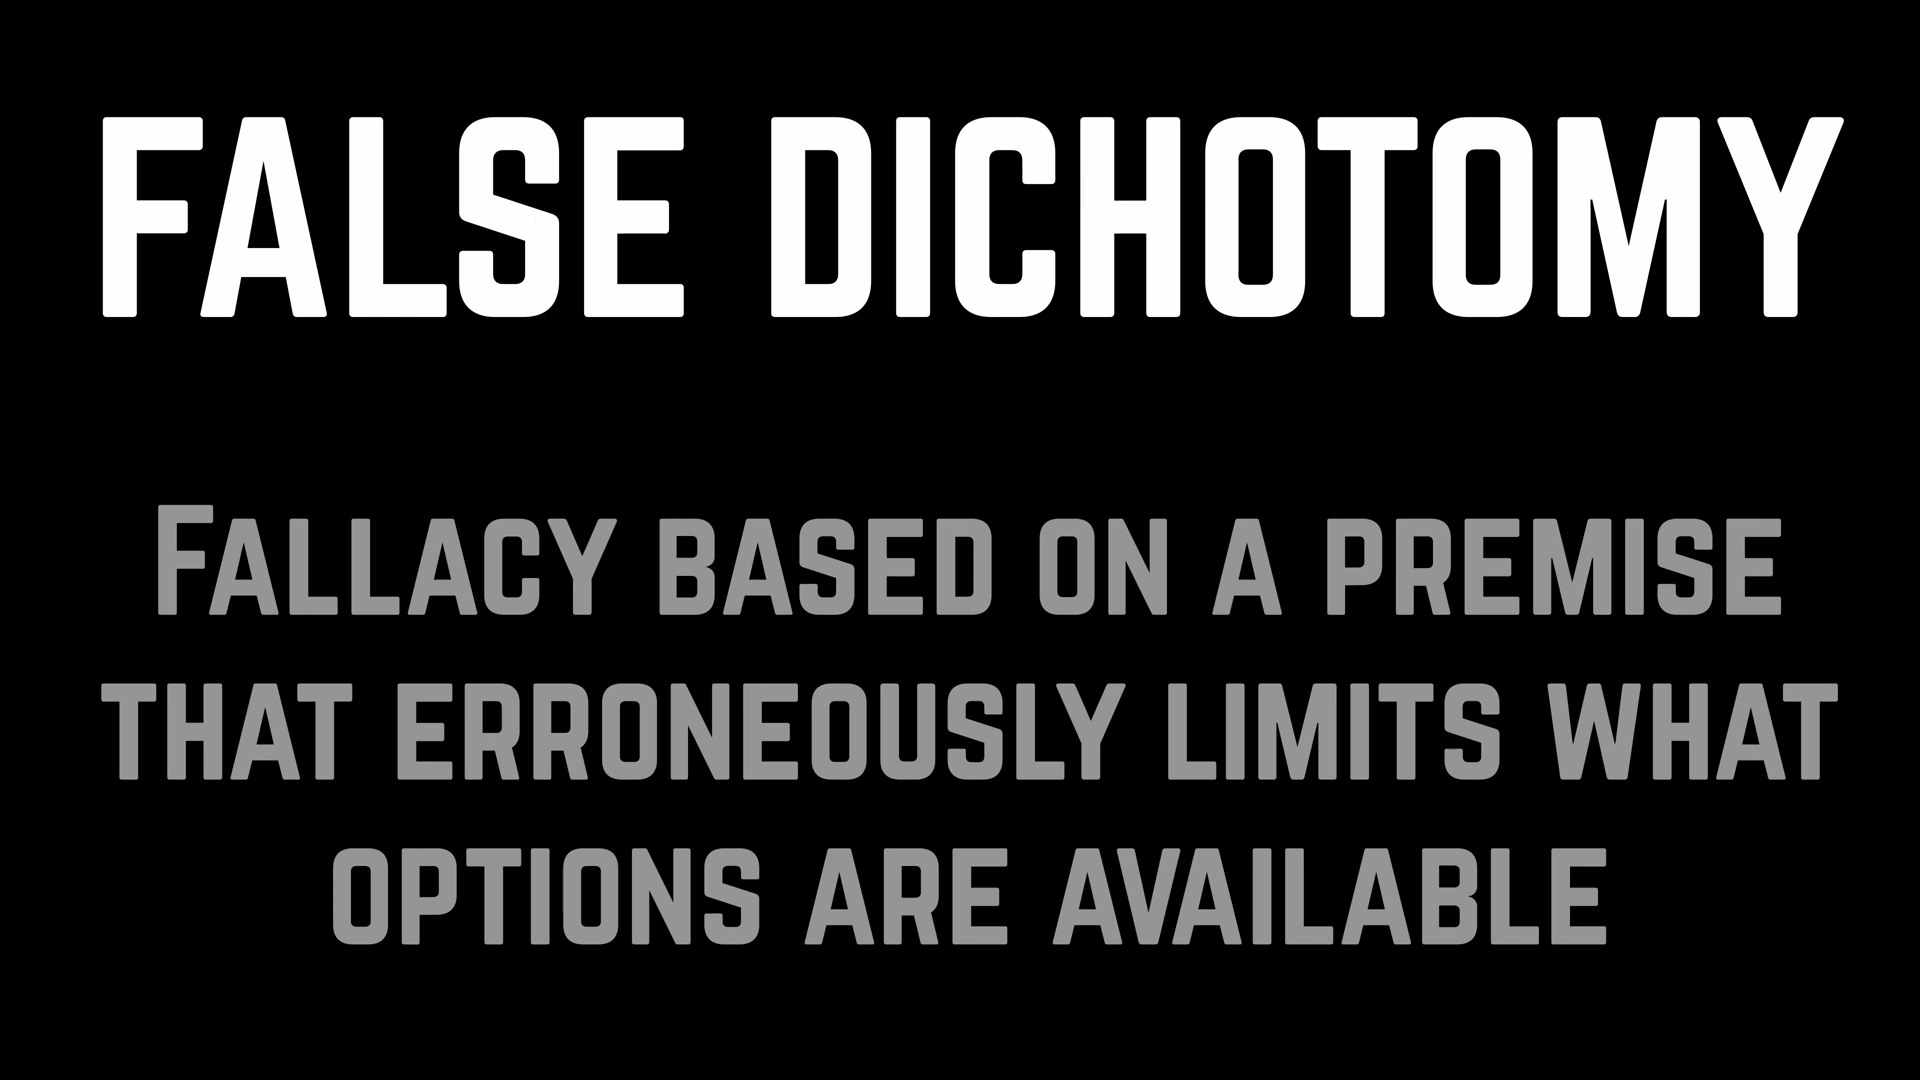 FALSE DICHOTOMY
Fallacy based on a premise
that erroneously limits what
options are available